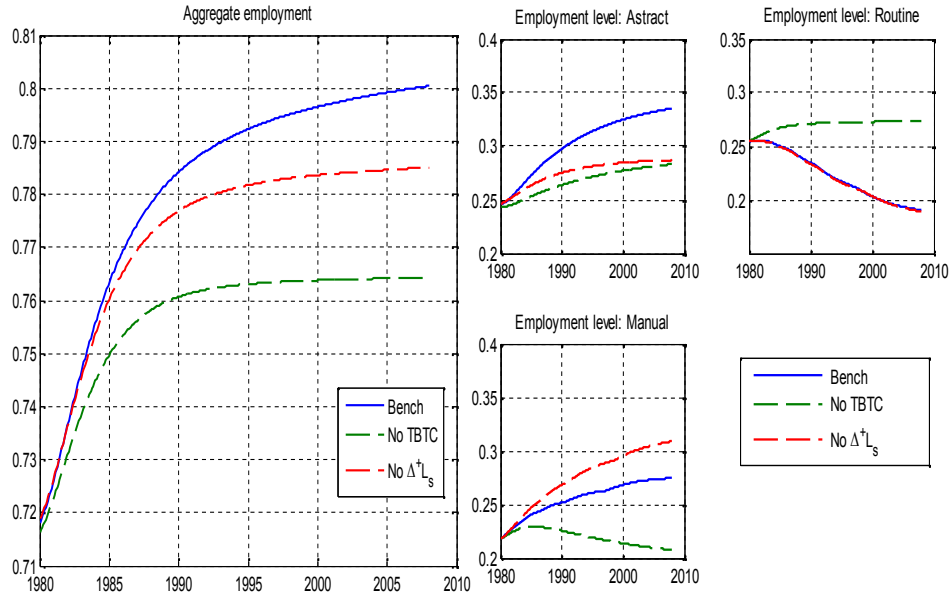 Aggregate employment
0.81
0.8
0.79
0.78
0.77
0.76
0.75
0.74
0.73
0.72
0.71
1980 1985 1990 1995 2000 2005 2010
Bench
No TBTC
No Δ⁺Lₛ
Employment level: Astract
0.4
0.35
0.3
0.25
0.2
1980 1990 2000 2010
Employment level: Routine
0.35
0.3
0.25
0.2
1980 1990 2000 2010
Employment level: Manual
0.4
0.35
0.3
0.25
0.2
1980 1990 2000 2010
Bench
No TBTC
No Δ⁺Lₛ